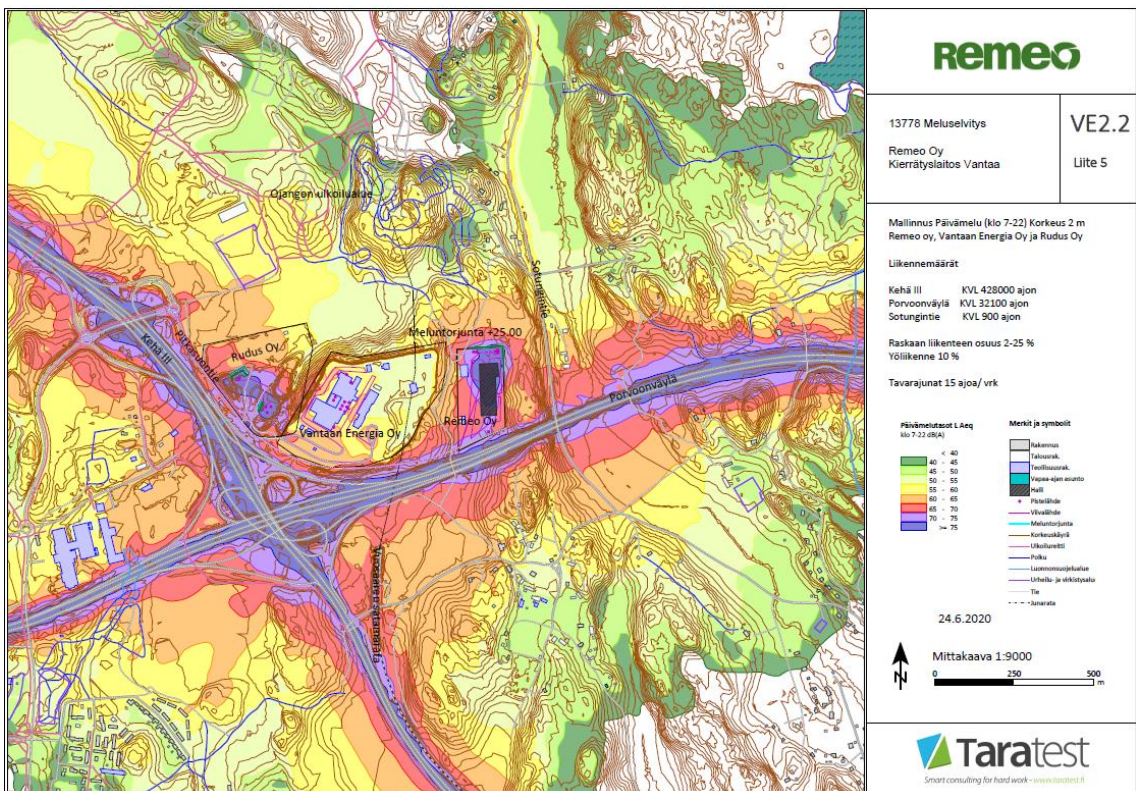 Ojangon ulkoilualue
Sotungintie
Meluntorjunta +25.00
Kehä III
Pitkäsuontie
Rudus Oy
Porvoonväylä
Remeo Oy
Vantaan Energia Oy
Vuosaaren satamarata
Remeo
13778 Meluselvitys
Remeo Oy
Kierrätyslaitos Vantaa
VE2.2
Liite 5
Mallinnus Päivämelu (klo 7-22) Korkeus 2 m
Remeo oy, Vantaan Energia Oy ja Rudus Oy
Liikennemäärät
Kehä III KVL 428000 ajon
Porvoonväylä KVL 32100 ajon
Sotungintie KVL 900 ajon
Raskaan liikenteen osuus 2-25 %
Yöliikenne 10 %
Tavarajunat 15 ajoa/ vrk
Päivämelutasot L Aeq
klo 7-22 dB(A)
< 40
40 - 45
45 - 50
50 - 55
55 - 60
60 - 65
65 - 70
70 - 75
>= 75
Merkit ja symbolit
Rakennus
Talousrak.
Teollisuusrak.
Vapaa-ajan asunto
Halli
Pistelähde
Viivalähde
Meluntorjunta
Korkeuskäyrä
Ulkoilureitti
Polku
Luonnonsuojelualue
Urheilu- ja virkistysalu
Tie
Junarata
24.6.2020
N
Mittakaava 1:9000
0 250 500
m
Taratest
Smart consulting for hard work - www.taratest.fi